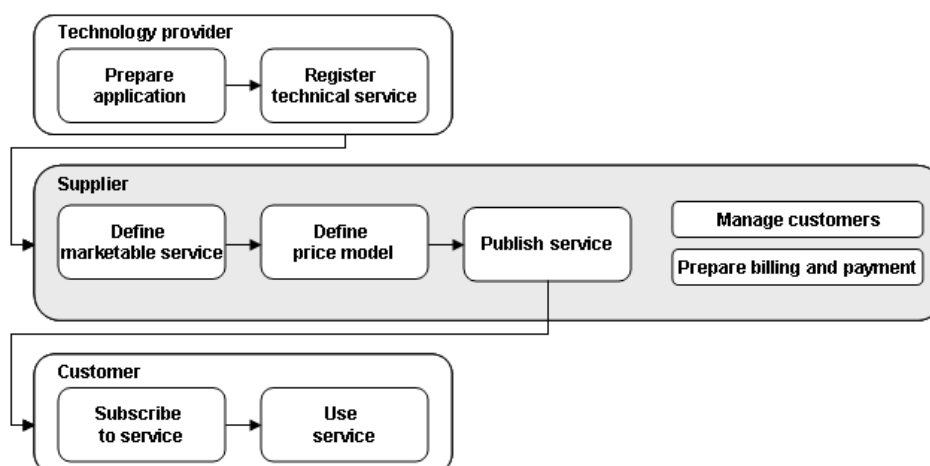 Technology provider
Prepare
application
Register
technical service
Supplier
Define
marketable service
Define
price model
Publish service
Manage customers
Prepare billing and payment
Customer
Subscribe
to service
Use
service